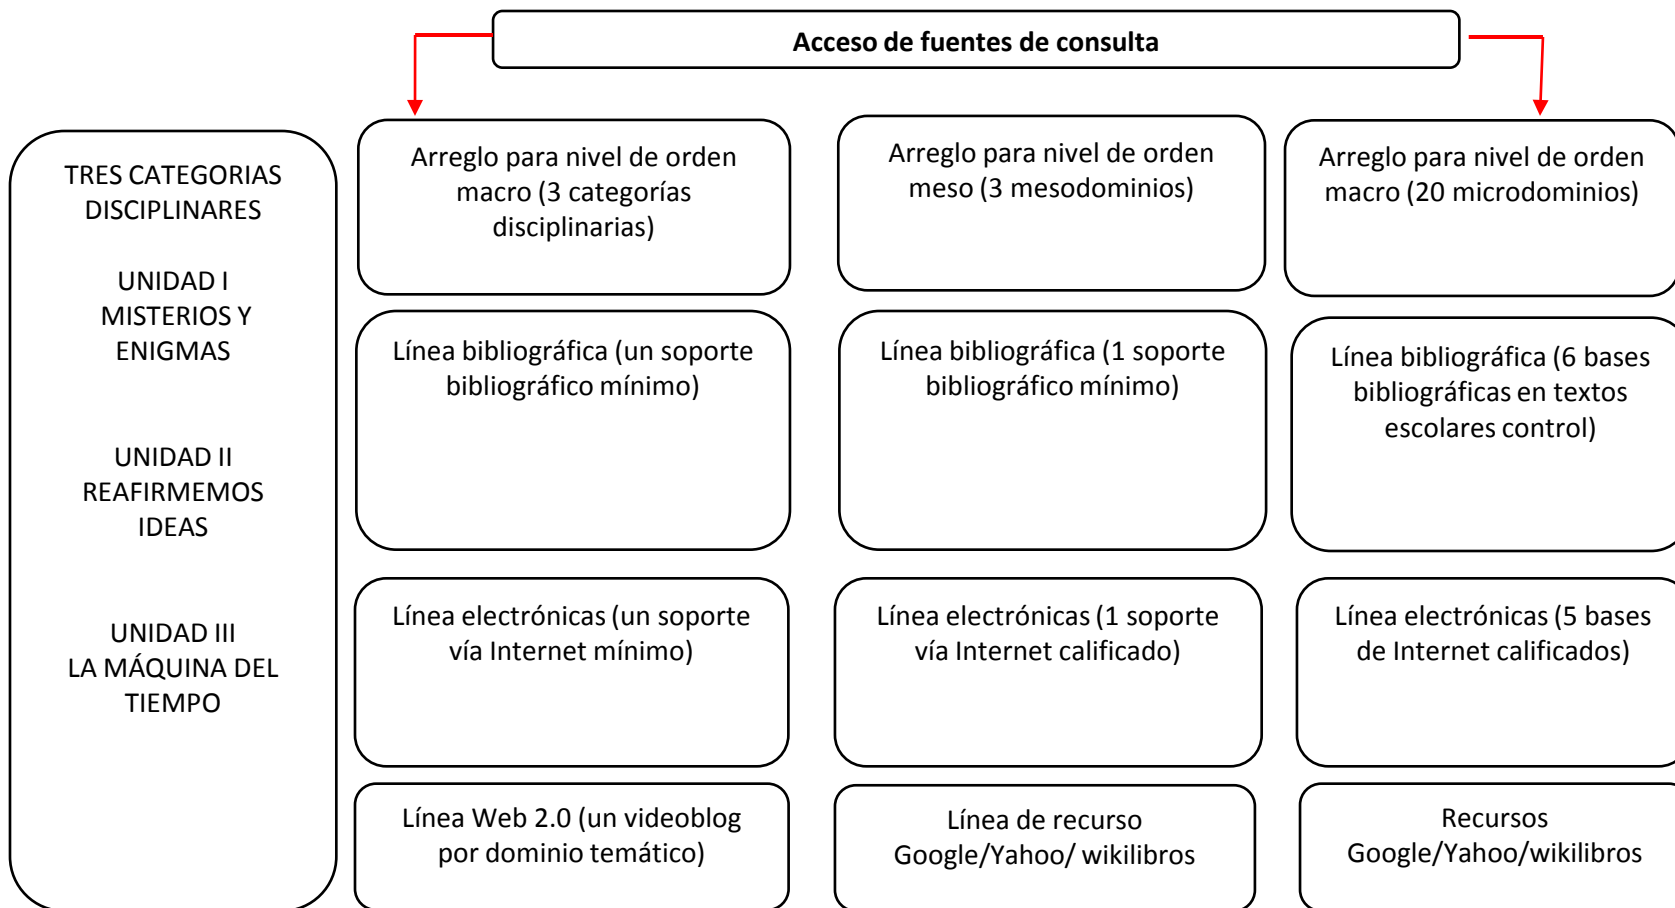 Acceso de fuentes de consulta
TRES CATEGORIAS
DISCIPLINARES
UNIDAD I
MISTERIOS Y
ENIGMAS
UNIDAD II
REAFIRMEMOS
IDEAS
UNIDAD III
LA MÁQUINA DEL
TIEMPO
Arreglo para nivel de orden
macro (3 categorías
disciplinarias)
Arreglo para nivel de orden
meso (3 mesodominios)
Arreglo para nivel de orden
macro (20 microdominios)
Línea bibliográfica (un soporte
bibliográfico mínimo)
Línea bibliográfica (1 soporte
bibliográfico mínimo)
Línea bibliográfica (6 bases
bibliográficas en textos
escolares control)
Línea electrónicas (un soporte
vía Internet mínimo)
Línea electrónicas (1 soporte
vía Internet calificado)
Línea electrónicas (5 bases
de Internet calificados)
Línea Web 2.0 (un videoblog
por dominio temático)
Línea de recurso
Google/Yahoo/ wikilibros
Recursos
Google/Yahoo/wikilibros